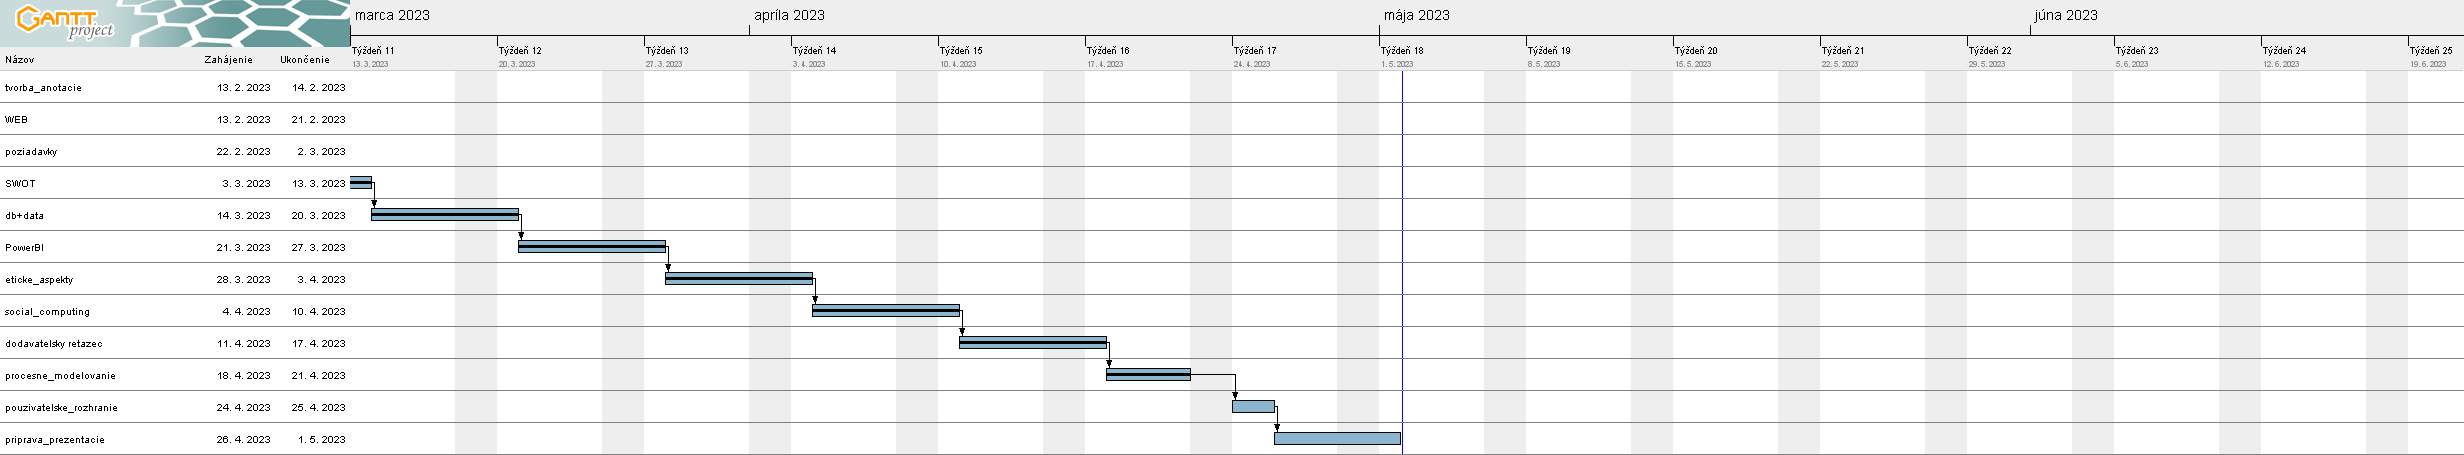 GANTT project
marca 2023 apríla 2023 mája 2023 júna 2023
Týždeň 11 Týždeň 12 Týždeň 13 Týždeň 14 Týždeň 15 Týždeň 16 Týždeň 17 Týždeň 18 Týždeň 19 Týždeň 20 Týždeň 21 Týždeň 22 Týždeň 23 Týždeň 24 Týždeň 25
13. 3. 2023 20. 3. 2023 27. 3. 2023 3. 4. 2023 10. 4. 2023 17. 4. 2023 24. 4. 2023 1. 5. 2023 8. 5. 2023 15. 5. 2023 22. 5. 2023 29. 5. 2023 5. 6. 2023 12. 6. 2023 19. 6. 2023
Názov Zahájenie Ukončenie
tvorba_anotacie 13. 2. 2023 14. 2. 2023
WEB 13. 2. 2023 21. 2. 2023
poziadavky 22. 2. 2023 2. 3. 2023
SWOT 3. 3. 2023 13. 3. 2023
db+data 14. 3. 2023 20. 3. 2023
PowerBI 21. 3. 2023 27. 3. 2023
eticke_aspekty 28. 3. 2023 3. 4. 2023
social_computing 4. 4. 2023 10. 4. 2023
dodavatelsky retazec 11. 4. 2023 17. 4. 2023
procesne_modelovanie 18. 4. 2023 21. 4. 2023
pouzivatelske_rozhranie 24. 4. 2023 25. 4. 2023
priprava_prezentacie 26. 4. 2023 1. 5. 2023